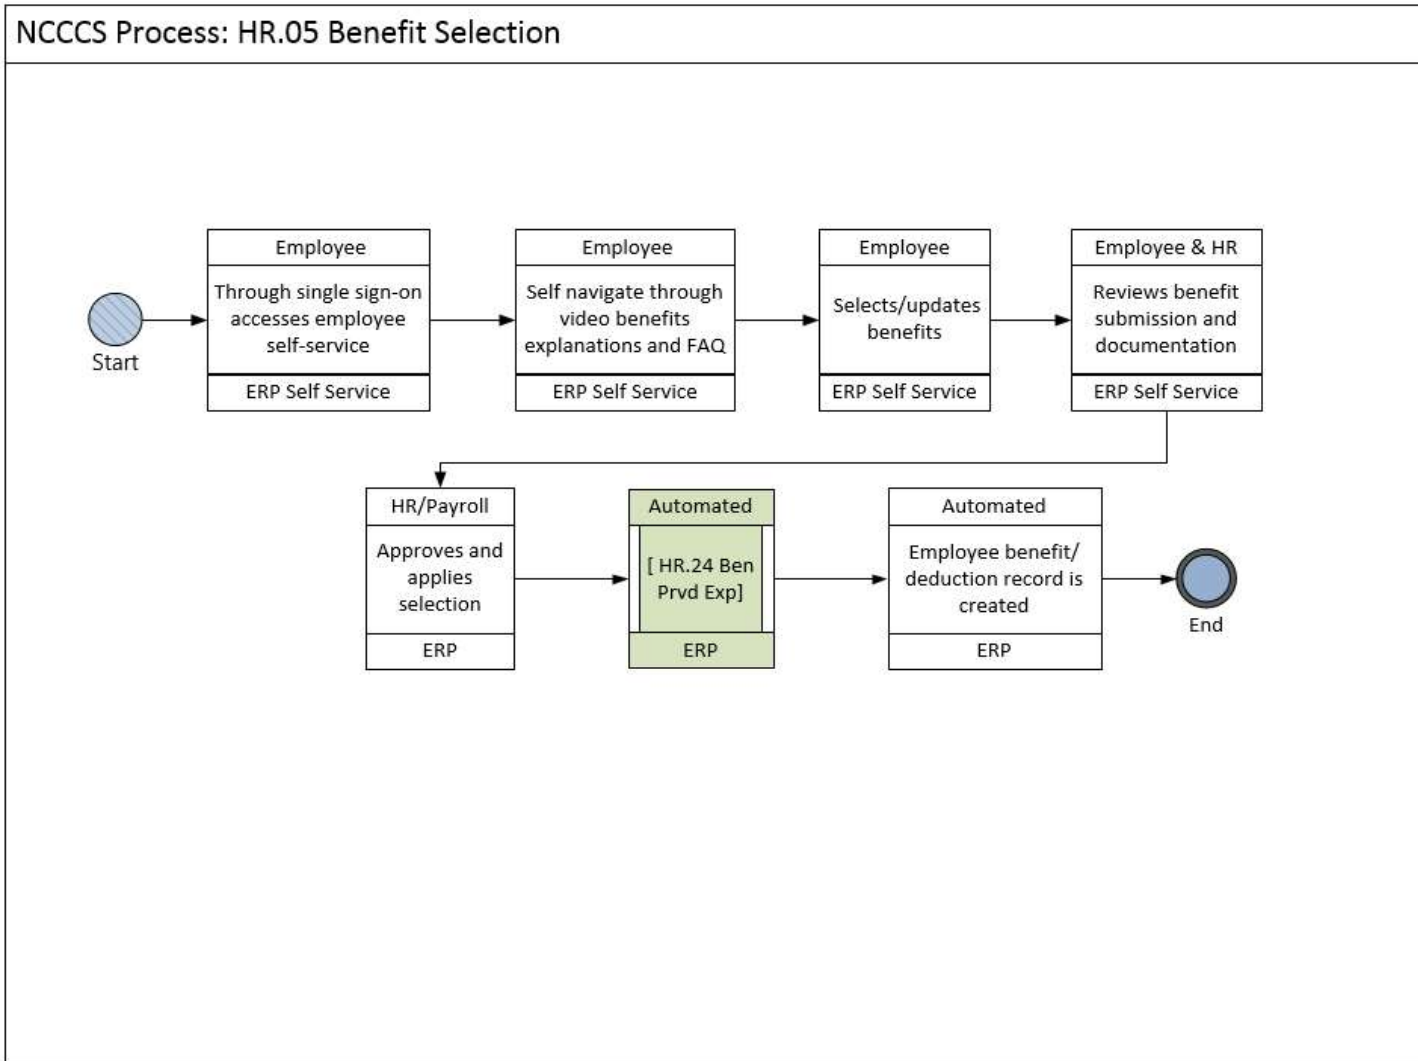 NCCCS Process: HR.05 Benefit Selection
Employee
Through single sign-on
accesses employee
self-service
ERP Self Service
Employee
Self navigate through
video benefits
explanations and FAQ
ERP Self Service
Employee
Selects/updates
benefits
ERP Self Service
Employee & HR
Reviews benefit
submission and
documentation
ERP Self Service
Start
HR/Payroll
Approves and
applies
selection
ERP
Automated
[ HR.24 Ben
Prvd Exp]
ERP
Automated
Employee benefit/
deduction record is
created
ERP
End